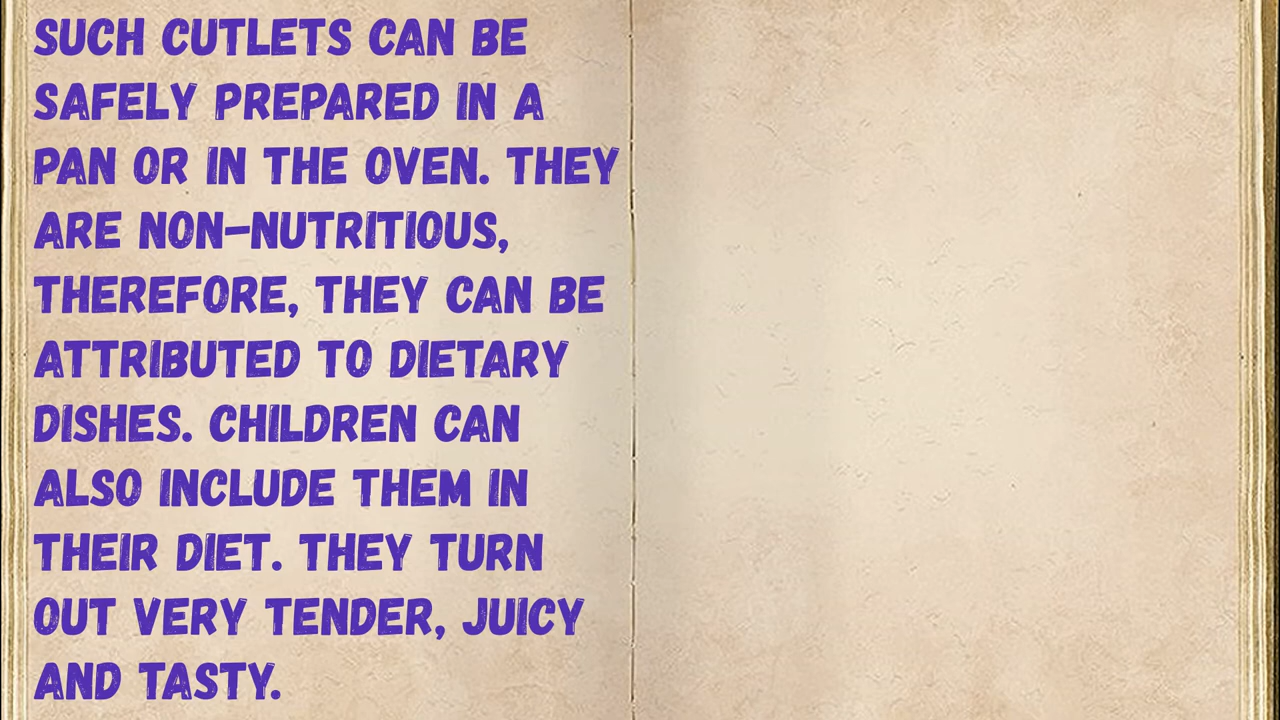 SUCH CUTLETS CAN BE
SAFELY PREPARED IN A
PAN OR IN THE OVEN. THEY
ARE NON-NUTRITIOUS,
THEREFORE, THEY CAN BE
ATTRIBUTED TO DIETARY
DISHES. CHILDREN CAN
ALSO INCLUDE THEM IN
THEIR DIET. THEY TURN
OUT VERY TENDER, JUICY
AND TASTY.